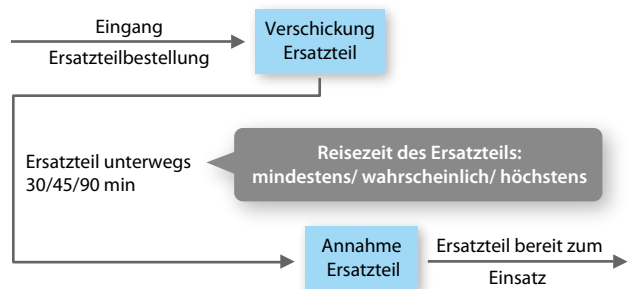 Eingang
Ersatzteilbestellung
Verschickung
Ersatzteil
Ersatzteil unterwegs
30/45/90 min
Reisezeit des Ersatzteils:
mindestens/ wahrscheinlich/ höchstens
Annahme
Ersatzteil
Ersatzteil bereit zum
Einsatz